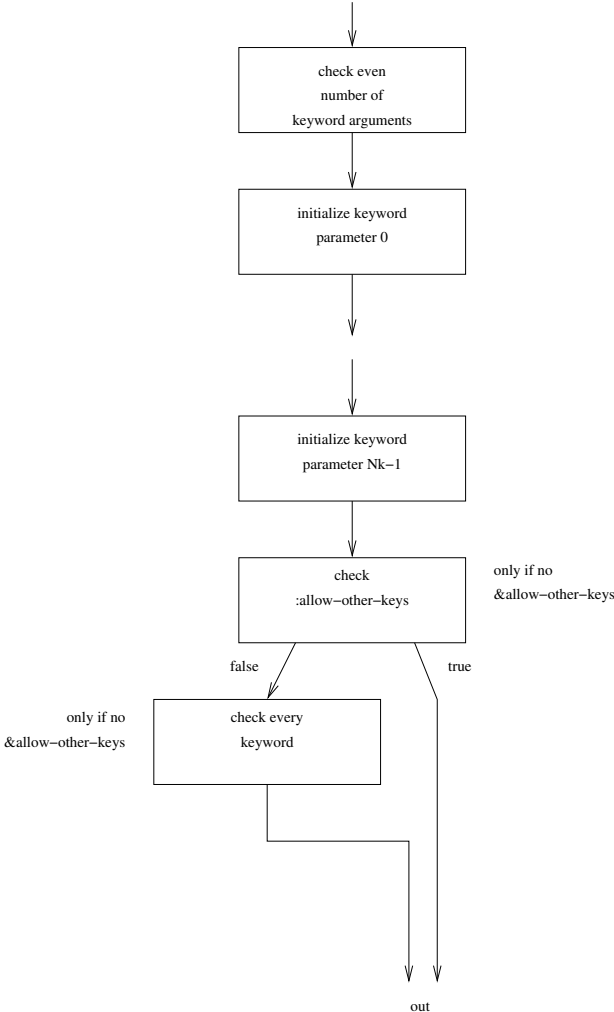 check even
number of
keyword arguments
initialize keyword
parameter 0
initialize keyword
parameter Nk−1
check
:allow−other−keys
only if no
&allow−other−keys
false
true
only if no
&allow−other−keys
check every
keyword
out